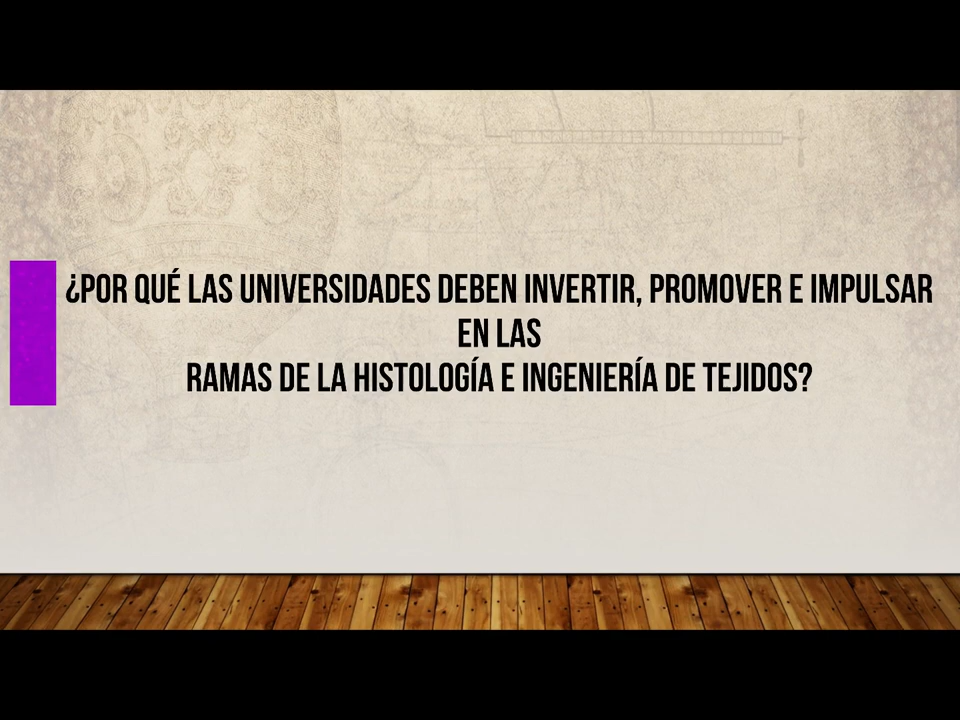 ¿POR QUÉ LAS UNIVERSIDADES DEBEN INVERTIR, PROMOVER E IMPULSAR
EN LAS
RAMAS DE LA HISTOLOGÍA E INGENIERÍA DE TEJIDOS?